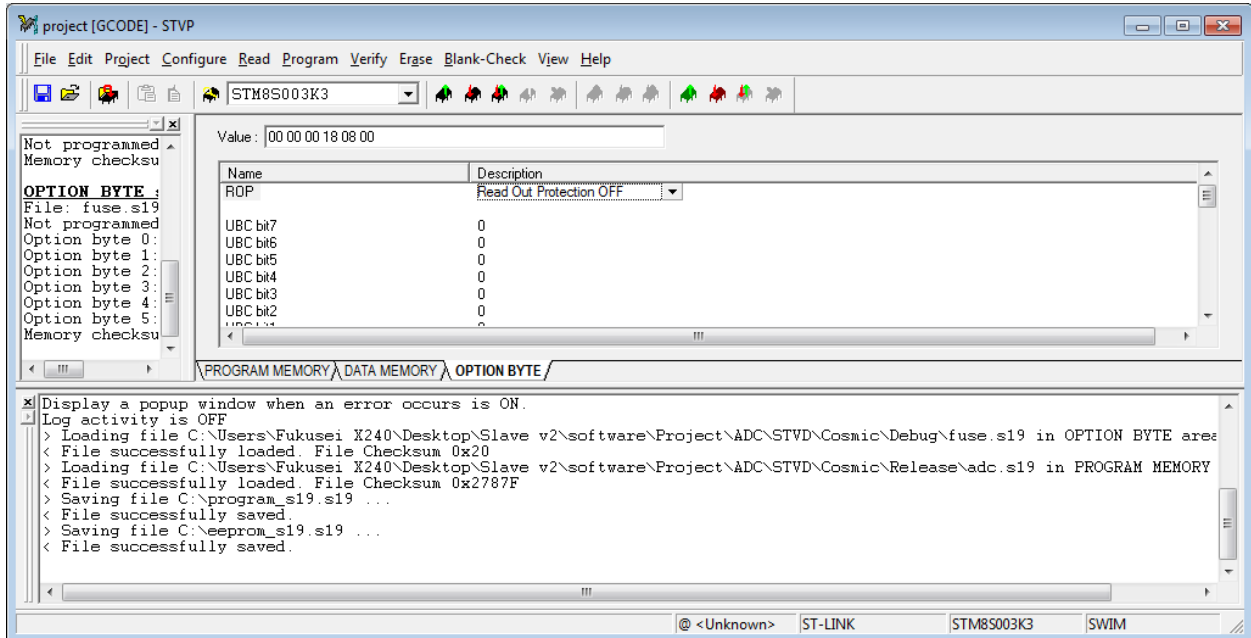 project [GCODE] - STVP
File Edit Project Configure Read Program Verify Erase Blank-Check View Help
STM8S003K3
Not programmed
Memory checksu
OPTION BYTE
File: fuse.s19
Not programmed
Option byte 0:
Option byte 1:
Option byte 2:
Option byte 3:
Option byte 4:
Option byte 5:
Memory checksu
Value : 00 00 00 18 08 00
Name Description
ROP Read Out Protection OFF
UBC bit7 0
UBC bit6 0
UBC bit5 0
UBC bit4 0
UBC bit3 0
UBC bit2 0
PROGRAM MEMORY DATA MEMORY OPTION BYTE
Display a popup window when an error occurs is ON.
Log activity is OFF
> Loading file C:\Users\Fukusei X240\Desktop\Slave v2\software\Project\ADC\STVD\Cosmic\Debug\fuse.s19 in OPTION BYTE area
< File successfully loaded. File Checksum 0x20
> Loading file C:\Users\Fukusei X240\Desktop\Slave v2\software\Project\ADC\STVD\Cosmic\Release\adc.s19 in PROGRAM MEMORY
< File successfully loaded. File Checksum 0x2787F
> Saving file C:\program_s19.s19 ...
< File successfully saved.
> Saving file C:\eeprom_s19.s19 ...
< File successfully saved.
@ <Unknown> ST-LINK STM8S003K3 SWIM